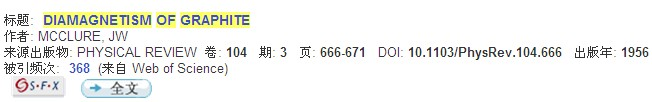 标题: DIAMAGNETISM OF GRAPHITE
作者: MCCLURE, JW
来源出版物: PHYSICAL REVIEW 卷: 104 期: 3 页: 666-671 DOI: 10.1103/PhysRev.104.666 出版年: 1956
被引频次: 368 (来自 Web of Science)
S·F·X 全文